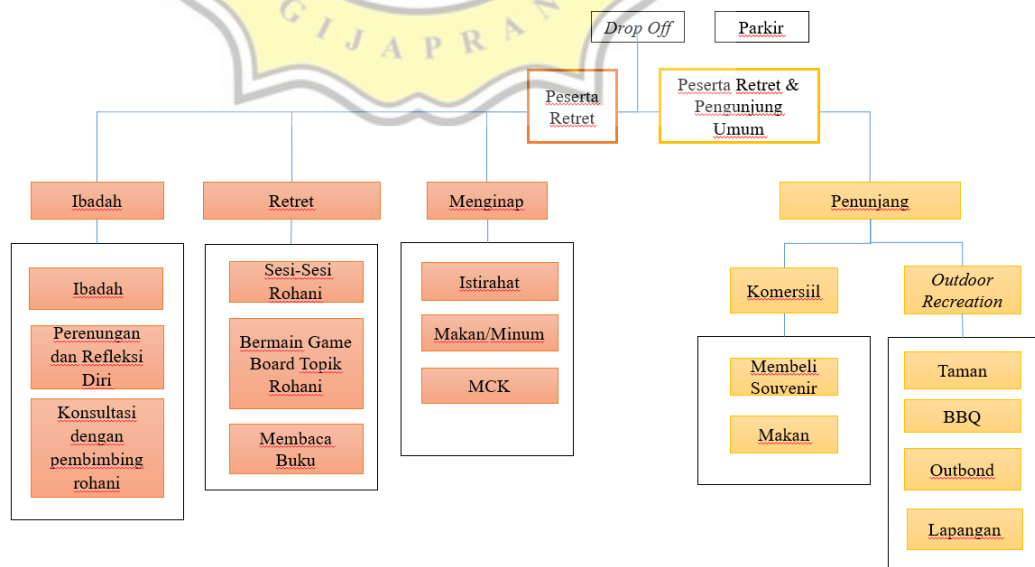 GIJAPRAN
Drop Off
Parkir
Peserta
Retret
Peserta Retret &
Pengunjung
Umum
Ibadah
Retret
Menginap
Penunjang
Ibadah
Perenungan
dan Refleksi
Diri
Konsultasi
dengan
pembimbing
rohani
Sesi-Sesi
Rohani
Bermain Game
Board Topik
Rohani
Membaca
Buku
Istirahat
Makan/Minum
MCK
Komersiil
Membeli
Souvenir
Makan
Outdoor
Recreation
Taman
BBQ
Outbond
Lapangan